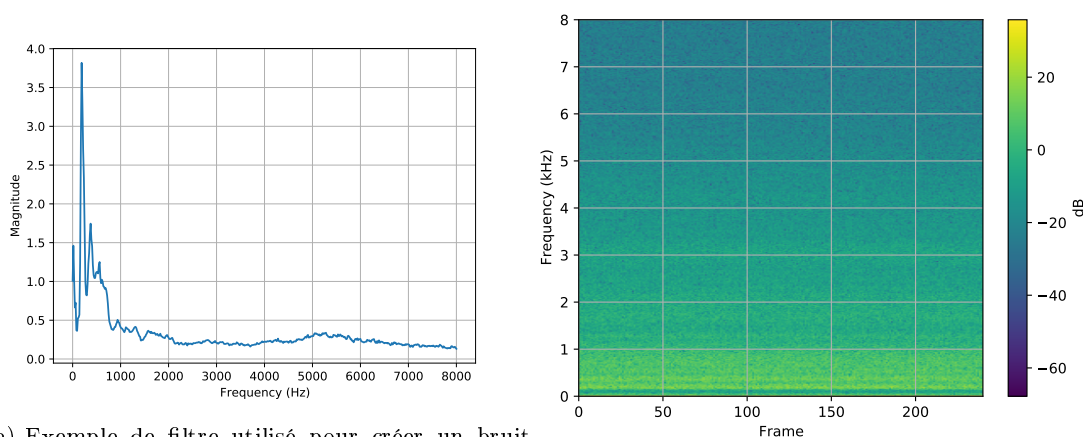 4.0
3.5
3.0
2.5
2.0
1.5
1.0
0.5
0.0
Magnitude
0 1000 2000 3000 4000 5000 6000 7000 8000
Frequency (Hz)
8
7
6
5
4
3
2
1
0
Frequency (kHz)
0 50 100 150 200
Frame
20
0
−20
−40
−60
dB
) Exemple de filtre utilisé pour créer un bruit